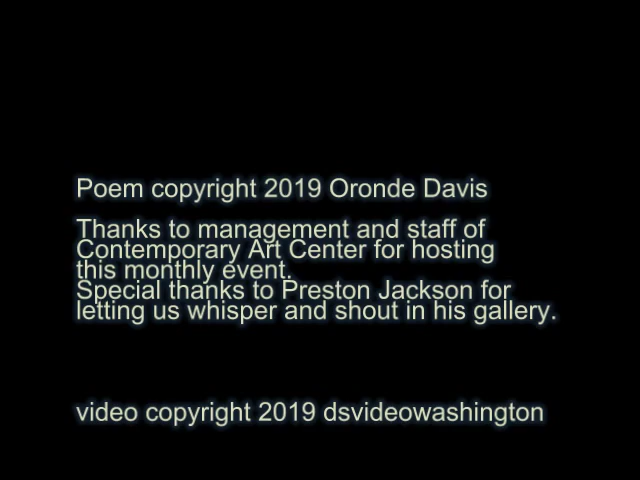 Poem copyright 2019 Oronde Davis
Thanks to management and staff of
Contemporary Art Center for hosting
this monthly event.
Special thanks to Preston Jackson for
letting us whisper and shout in his gallery.
video copyright 2019 dsvideowashington